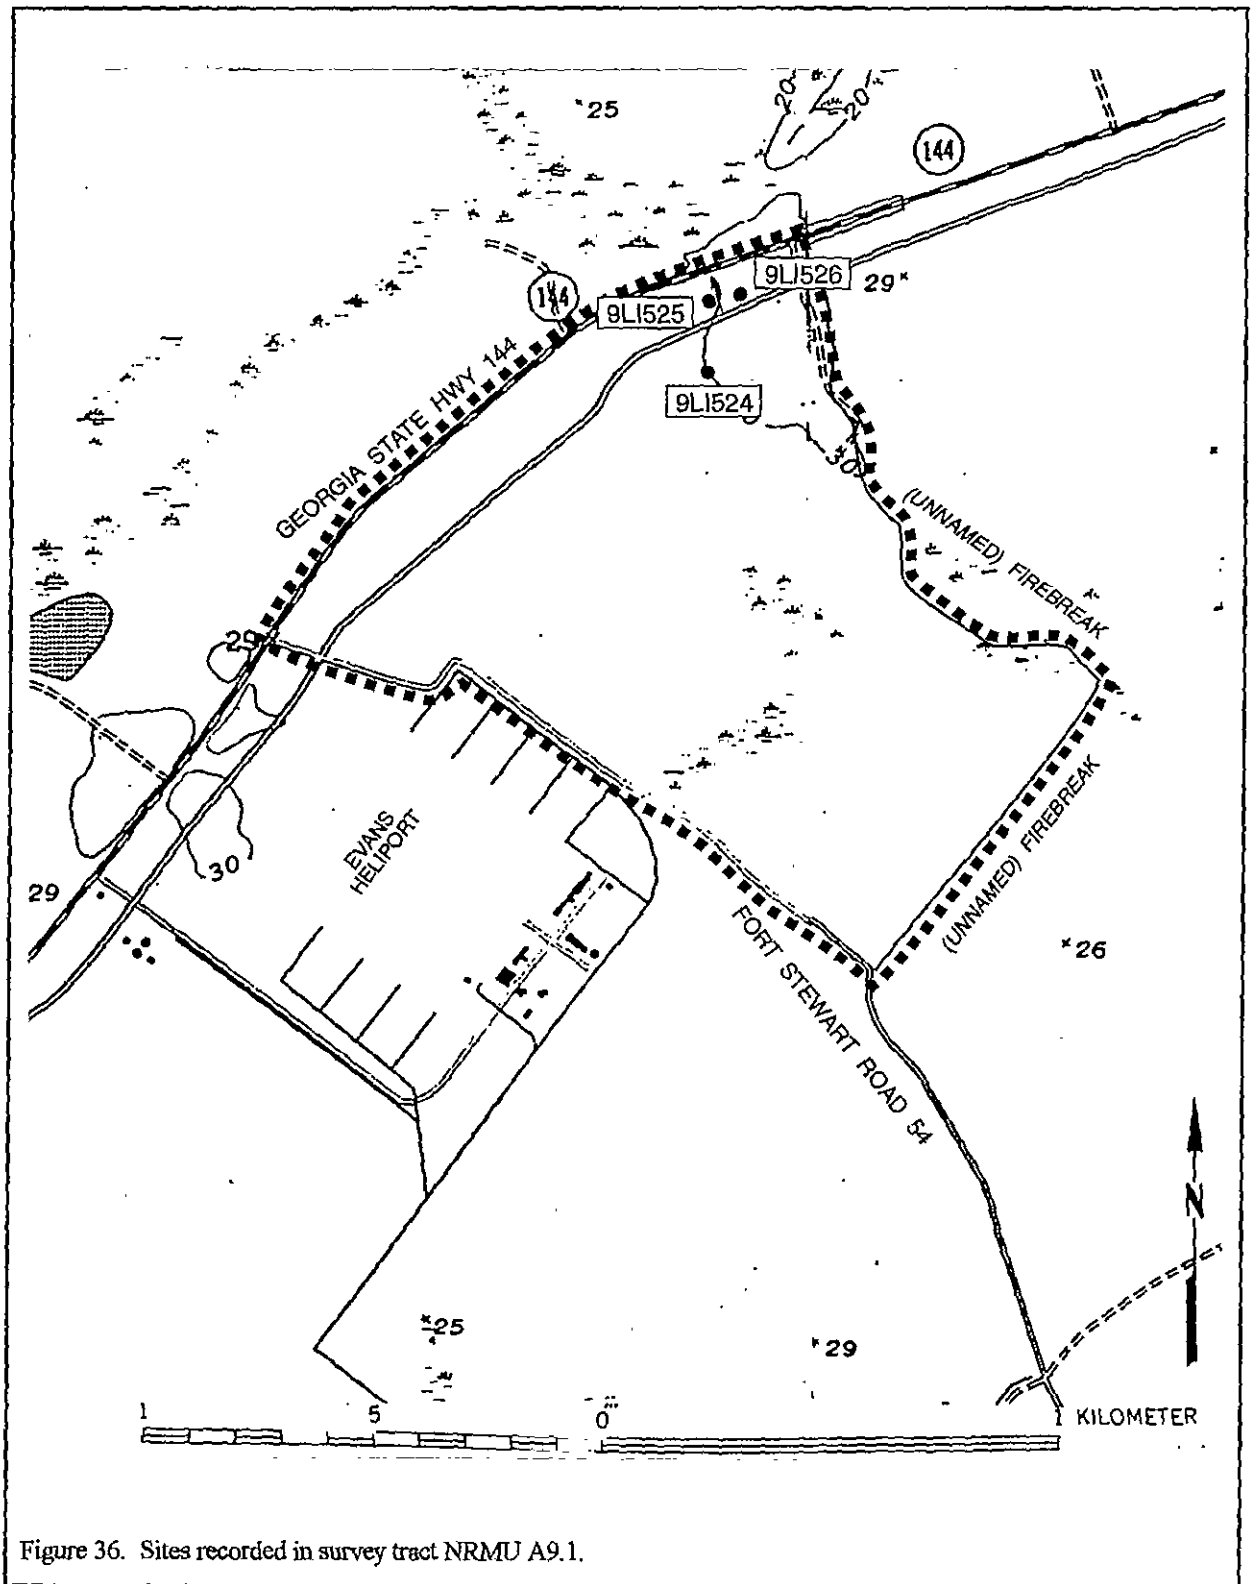 25
20
20
144
9LI526
29
144
9LI525
GEORGIA STATE HWY 144
9LI524
30
(UNNAMED) FIREBREAK
29
EVANS
HELIPORT
(UNNAMED) FIREBREAK
30
29
FORT STEWART ROAD 54
26
N
25
29
1 5 0 1 KILOMETER
Figure 36. Sites recorded in survey tract NRMU A9.1.